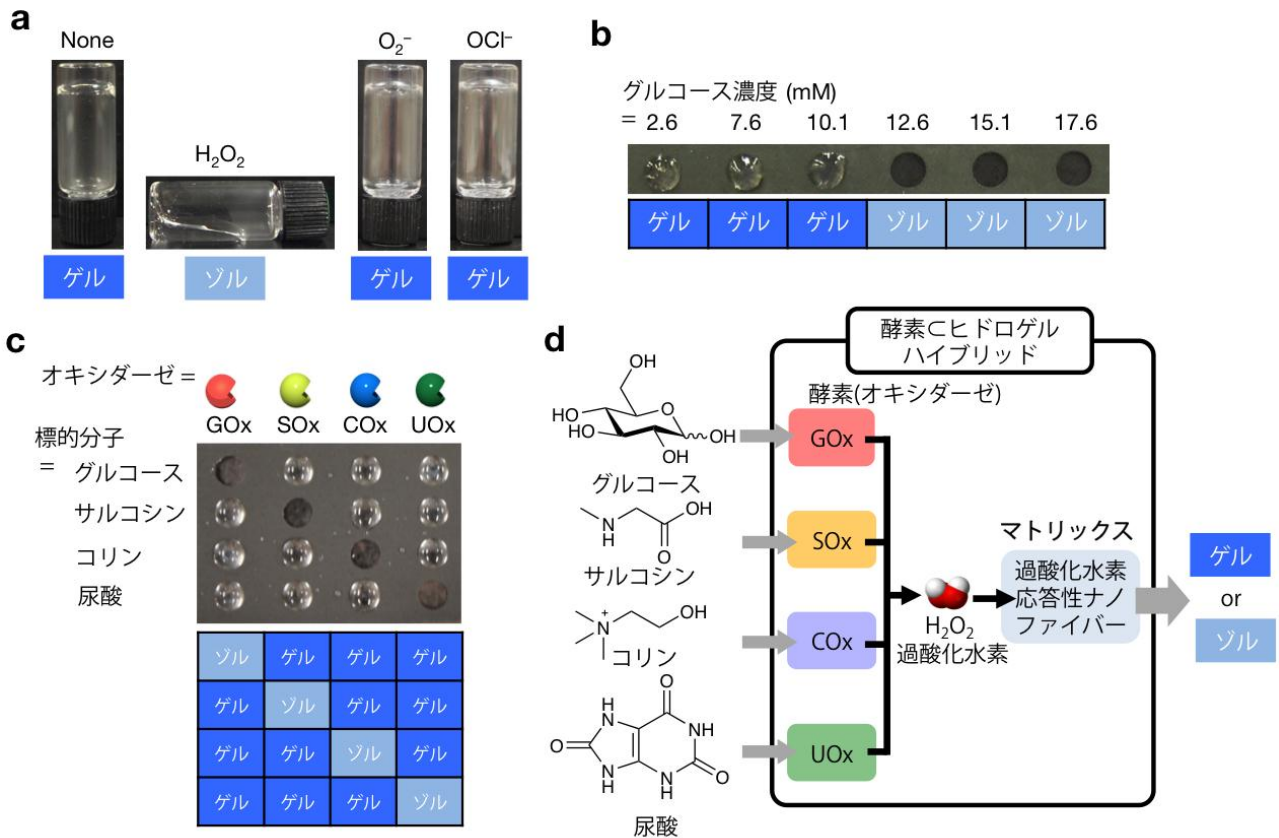 a
None
H₂O₂
O₂⁻
OCl⁻
ゲル
ゾル
ゲル
ゲル
b
グルコース濃度 (mM)
= 2.6 7.6 10.1 12.6 15.1 17.6
ゲル ゲル ゲル ゾル ゾル ゾル
c
オキシダーゼ =
GOx SOx COx UOx
標的分子
= グルコース
サルコシン
コリン
尿酸
ゾル ゲル ゲル ゲル
ゲル ゾル ゲル ゲル
ゲル ゲル ゾル ゲル
ゲル ゲル ゲル ゾル
d
酵素⊂ヒドロゲル
ハイブリッド
酵素(オキシダーゼ)
OH
HO
O
HO
OH
OH
グルコース
GOx
N
H
OH
O
サルコシン
SOx
N⁺
OH
コリン
COx
O
H
N
NH
O
N
H
N
H
O
尿酸
UOx
H₂O₂
過酸化水素
マトリックス
過酸化水素
応答性ナノ
ファイバー
ゲル
or
ゾル